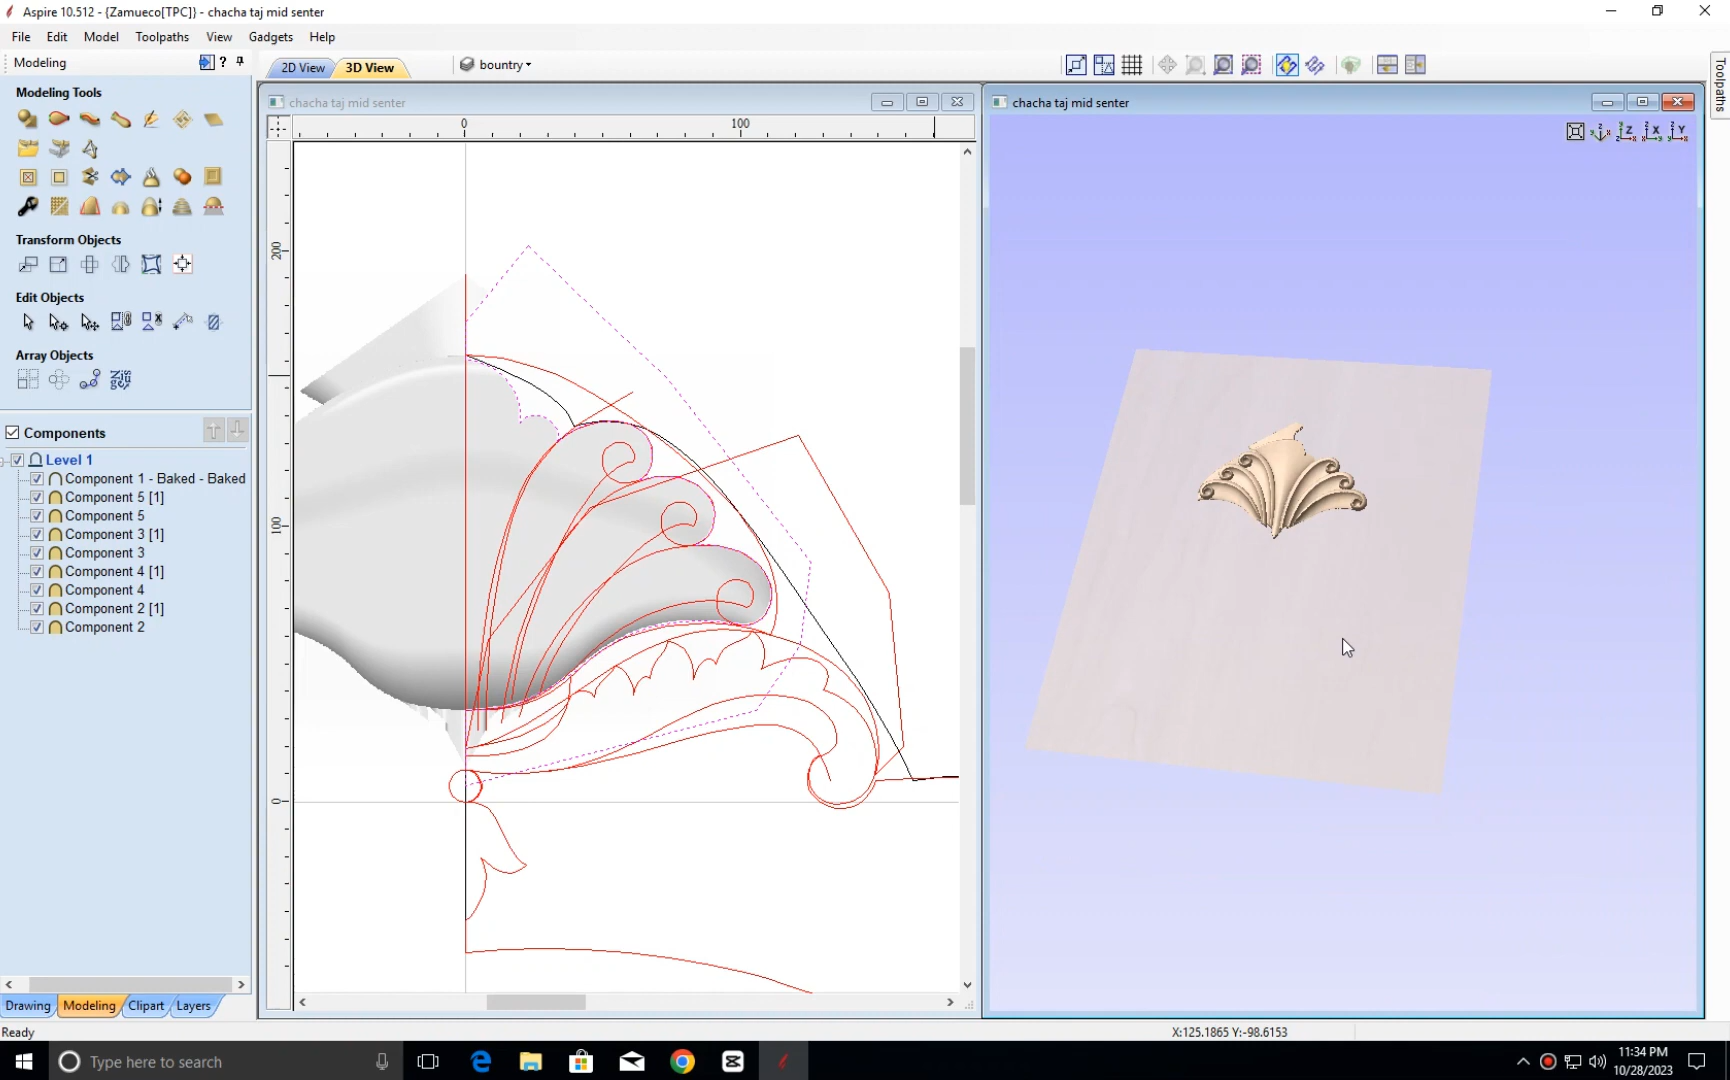 Aspire 10.512 - {Zamueco[TPC]} - chacha taj mid senter
File Edit Model Toolpaths View Gadgets Help
Modeling ?
2D View 3D View bountry
Toolpaths
Modeling Tools
chacha taj mid senter
chacha taj mid senter
0 100
Z X Y
Transform Objects
200
Edit Objects
Array Objects
Components
Level 1
Component 1 - Baked - Baked
Component 5 [1]
Component 5
100
Component 3 [1]
Component 3
Component 4 [1]
Component 4
Component 2 [1]
Component 2
0
Drawing Modeling Clipart Layers
Ready
X:125.1865 Y:-98.6153
Type here to search
11:34 PM
10/28/2023